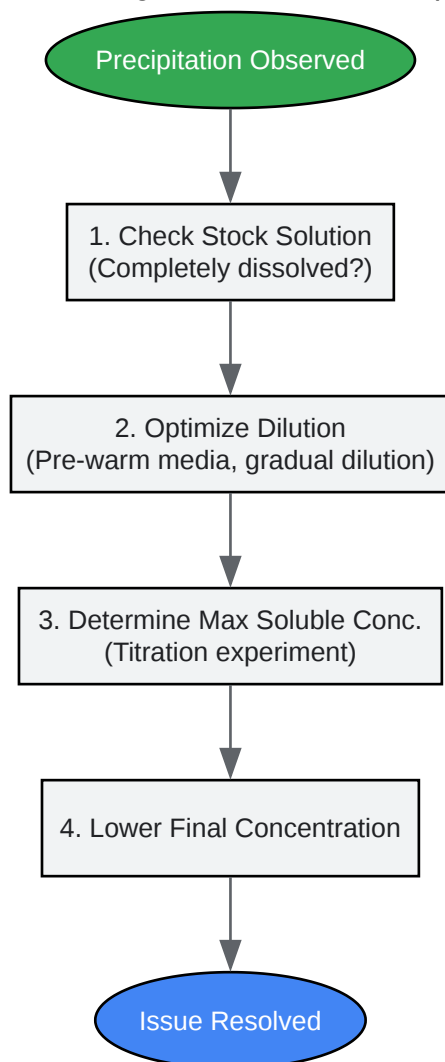 Precipitation Observed
1. Check Stock Solution
(Completely dissolved?)
2. Optimize Dilution
(Pre-warm media, gradual dilution)
3. Determine Max Soluble Conc.
(Titration experiment)
4. Lower Final Concentration
Issue Resolved